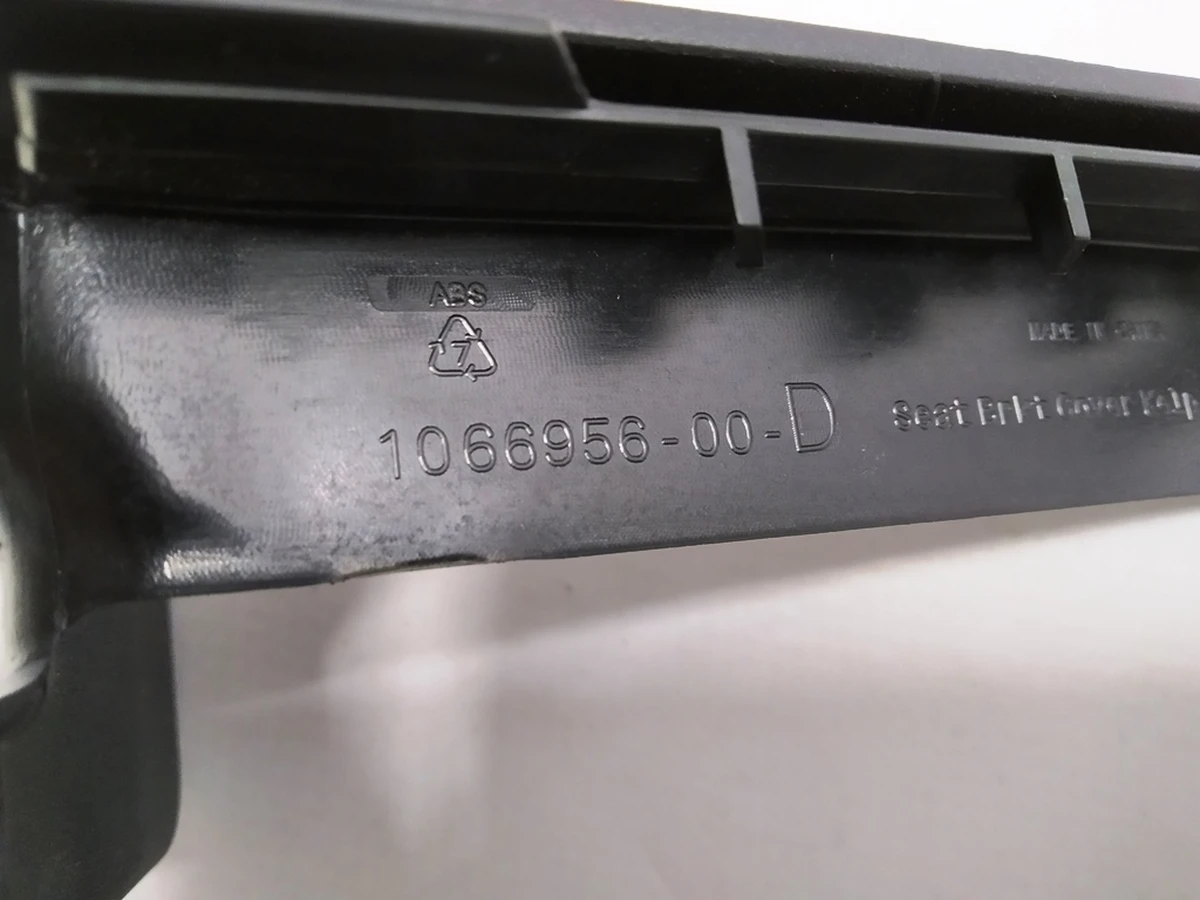 ABS
7
MADE IN CHINA
1066956-00-D
Seat Brkt Cover